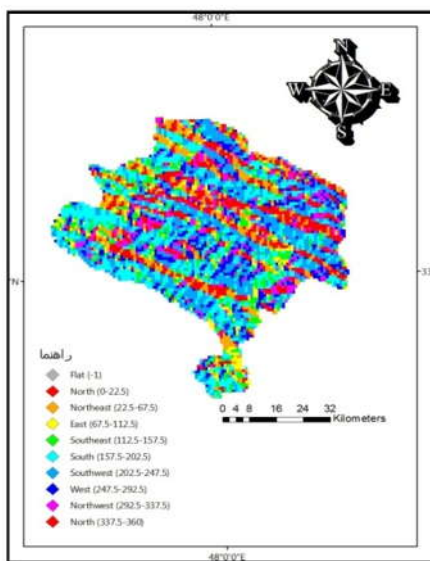 48°0'0"E
N
W E
S
°N
33
راهنما
Flat (-1)
North (0-22.5)
Northeast (22.5-67.5)
East (67.5-112.5)
Southeast (112.5-157.5)
South (157.5-202.5)
Southwest (202.5-247.5)
West (247.5-292.5)
Northwest (292.5-337.5)
North (337.5-360)
0 4 8 16 24 32
Kilometers
48°0'0"E